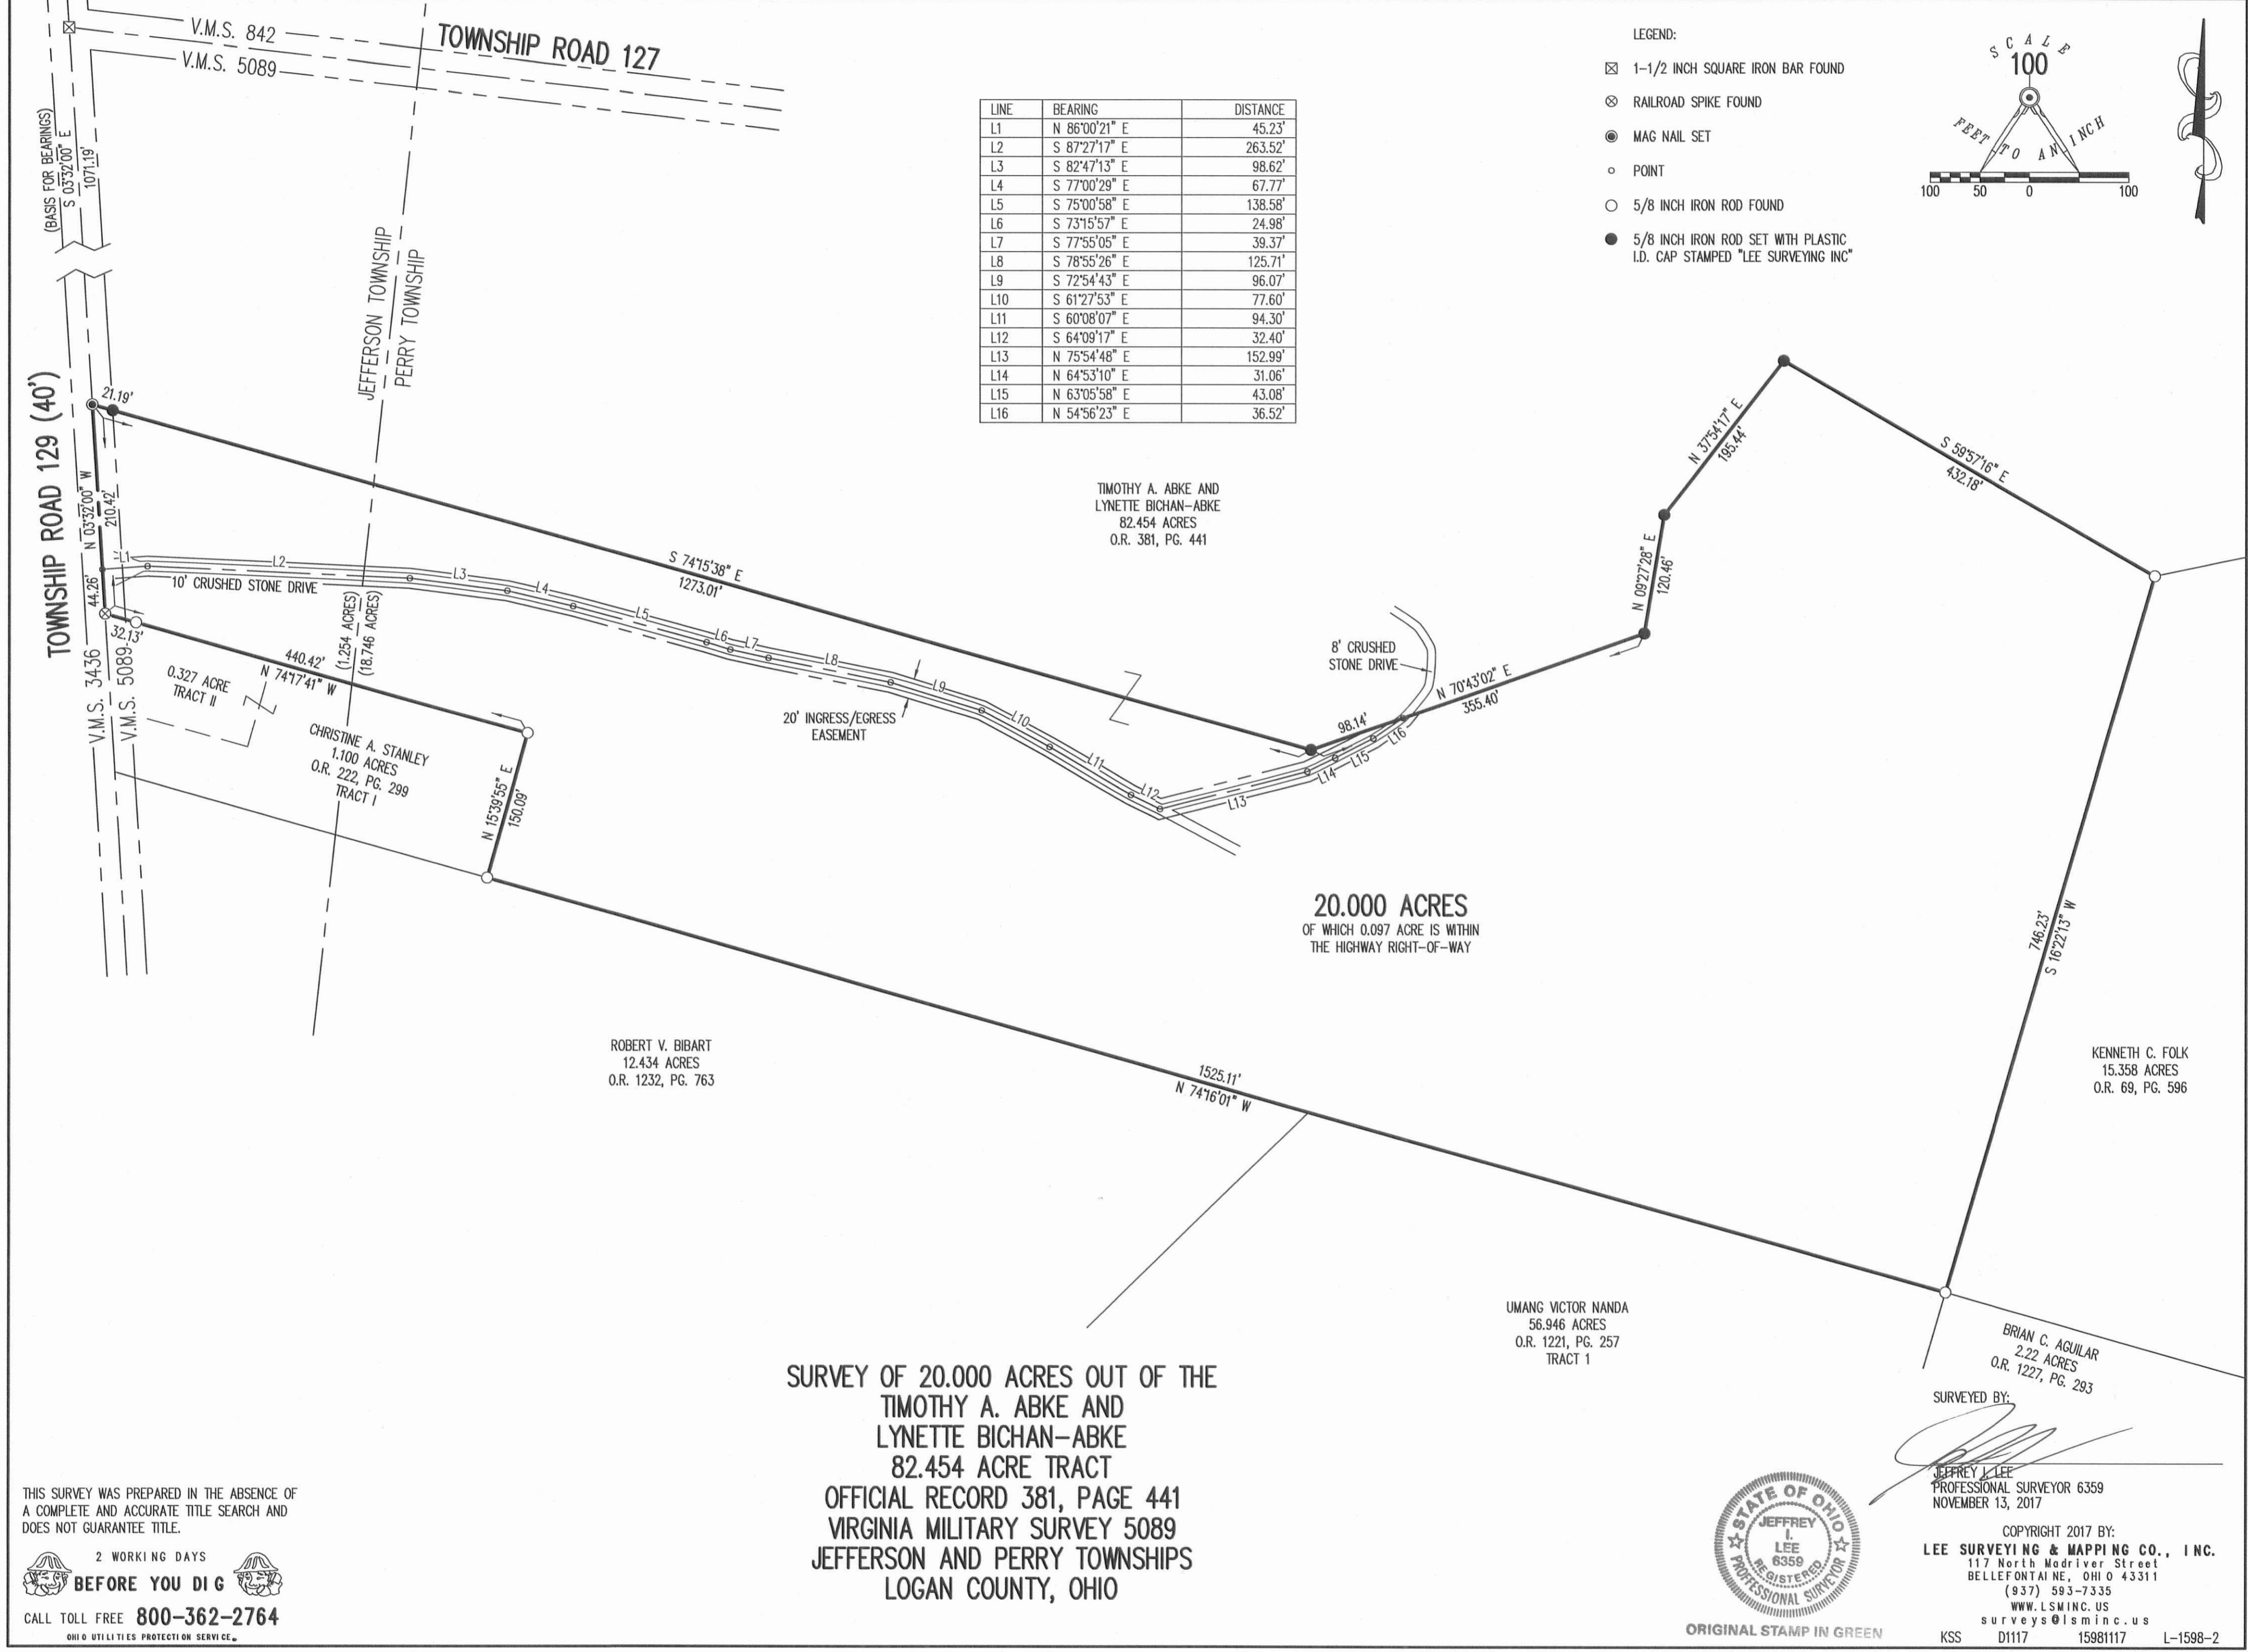 V.M.S. 842
V.M.S. 5089
TOWNSHIP ROAD 127
(BASIS FOR BEARINGS)
S 03°32'00" E
1071.19'
JEFFERSON TOWNSHIP
PERRY TOWNSHIP
LINE BEARING DISTANCE
L1 N 86°00'21" E 45.23'
L2 S 87°27'17" E 263.52'
L3 S 82°47'13" E 98.62'
L4 S 77°00'29" E 67.77'
L5 S 75°00'58" E 138.58'
L6 S 73°15'57" E 24.98'
L7 S 77°55'05" E 39.37'
L8 S 78°55'26" E 125.71'
L9 S 72°54'43" E 96.07'
L10 S 61°27'53" E 77.60'
L11 S 60°08'07" E 94.30'
L12 S 64°09'17" E 32.40'
L13 N 75°54'48" E 152.99'
L14 N 64°53'10" E 31.06'
L15 N 63°05'58" E 43.08'
L16 N 54°56'23" E 36.52'
LEGEND:
1-1/2 INCH SQUARE IRON BAR FOUND
RAILROAD SPIKE FOUND
MAG NAIL SET
POINT
5/8 INCH IRON ROD FOUND
5/8 INCH IRON ROD SET WITH PLASTIC
I.D. CAP STAMPED "LEE SURVEYING INC"
SCALE
100
FEET TO AN INCH
100 50 0 100
TOWNSHIP ROAD 129 (40')
21.19'
N 03°32'00" W
210.42'
44.26'
32.13'
L1
L2
L3
L4
L5
L6
L7
L8
L9
L10
L11
L12
L13
L14
L15
L16
10' CRUSHED STONE DRIVE
S 74°15'38" E
1273.01'
TIMOTHY A. ABKE AND
LYNETTE BICHAN-ABKE
82.454 ACRES
O.R. 381, PG. 441
N 37°54'17" E
195.44'
S 59°57'16" E
432.18'
N 09°27'28" E
120.46'
8' CRUSHED
STONE DRIVE
98.14'
N 70°43'02" E
355.40'
20' INGRESS/EGRESS
EASEMENT
(1.254 ACRES)
(18.746 ACRES)
440.42'
N 74°17'41" W
0.327 ACRE
TRACT II
V.M.S. 3436
V.M.S. 5089
CHRISTINE A. STANLEY
1.100 ACRES
O.R. 222, PG. 299
TRACT I
N 15°39'55" E
150.09'
20.000 ACRES
OF WHICH 0.097 ACRE IS WITHIN
THE HIGHWAY RIGHT-OF-WAY
746.23'
S 16°22'13" W
ROBERT V. BIBART
12.434 ACRES
O.R. 1232, PG. 763
1525.11'
N 74°16'01" W
KENNETH C. FOLK
15.358 ACRES
O.R. 69, PG. 596
UMANG VICTOR NANDA
56.946 ACRES
O.R. 1221, PG. 257
TRACT 1
BRIAN C. AGUILAR
2.22 ACRES
O.R. 1227, PG. 293
SURVEY OF 20.000 ACRES OUT OF THE
TIMOTHY A. ABKE AND
LYNETTE BICHAN-ABKE
82.454 ACRE TRACT
OFFICIAL RECORD 381, PAGE 441
VIRGINIA MILITARY SURVEY 5089
JEFFERSON AND PERRY TOWNSHIPS
LOGAN COUNTY, OHIO
THIS SURVEY WAS PREPARED IN THE ABSENCE OF
A COMPLETE AND ACCURATE TITLE SEARCH AND
DOES NOT GUARANTEE TITLE.
2 WORKING DAYS
BEFORE YOU DIG
CALL TOLL FREE 800-362-2764
OHIO UTILITIES PROTECTION SERVICE
STATE OF OHIO
JEFFREY
I.
LEE
6359
REGISTERED
PROFESSIONAL SURVEYOR
ORIGINAL STAMP IN GREEN
SURVEYED BY:
JEFFREY I. LEE
PROFESSIONAL SURVEYOR 6359
NOVEMBER 13, 2017
COPYRIGHT 2017 BY:
LEE SURVEYING & MAPPING CO., INC.
117 North Madriver Street
BELLEFONTAINE, OHIO 43311
(937) 593-7335
WWW.LSMINC.US
surveys@lsminc.us
KSS D1117 15981117 L-1598-2